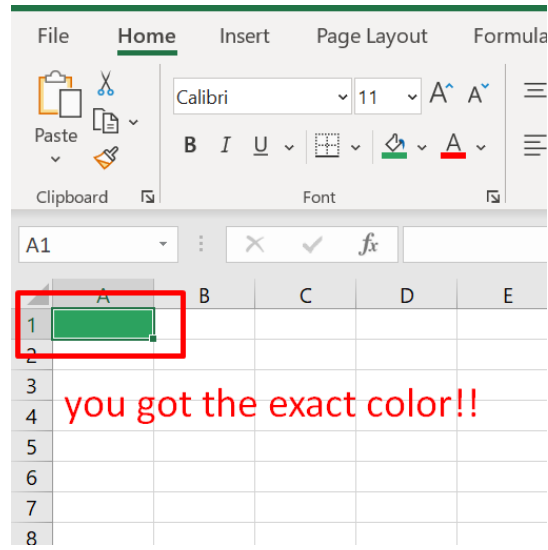 File Home Insert Page Layout Formula
Calibri 11 A A
Paste
B I U A
Clipboard Font
A1 fx
A B C D E
1
2
3
you got the exact color!!
4
5
6
7
8